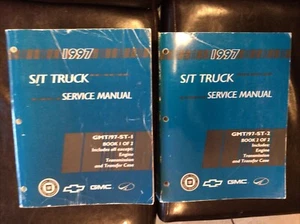 1997
S/T TRUCK
SERVICE MANUAL
GMT/97-ST-1
BOOK 1 OF 2
Includes all except:
Engine
Transmission
and Transfer Case
GMC
1997
S/T TRUCK
SERVICE MANUAL
GMT/97-ST-2
BOOK 2 OF 2
Includes:
Engine
Transmission
and Transfer Case
GMC